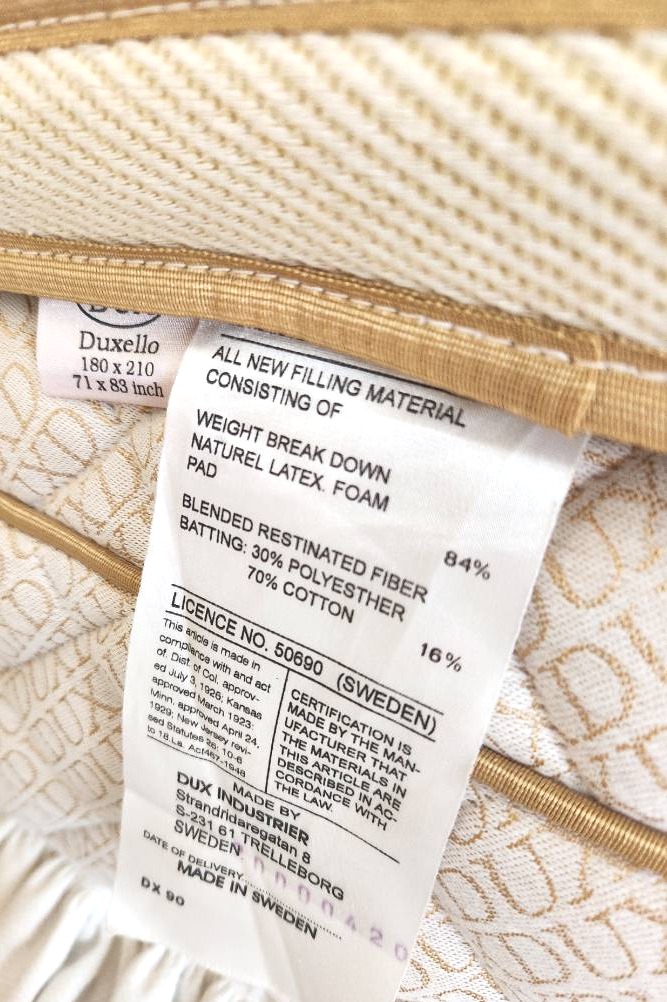 Duxello
180 x 210
71 x 83 inch
ALL NEW FILLING MATERIAL
CONSISTING OF
WEIGHT BREAK DOWN
NATUREL LATEX. FOAM
PAD
84%
BLENDED RESTINATED FIBER
BATTING: 30% POLYESTHER
70% COTTON
16%
LICENCE NO. 50690 (SWEDEN)
This article is made in
compliance with and act
of. Dist. of Col. approv-
ed July 3, 1926; Kansas
approved March 1923;
Minn. approved April 24,
1929; New Jersey revi-
sed Statutes 26: 10-6
to 18.La. Act467-1948
CERTIFICATION IS
MADE BY THE MAN-
UFACTURER THAT
THE MATERIALS IN
THIS ARTICLE ARE
DESCRIBED IN AC-
CORDANCE WITH
THE LAW.
MADE BY
DUX INDUSTRIER
Strandridaregatan 8
S-231 61 TRELLEBORG
SWEDEN
DATE OF DELIVERY
MADE IN SWEDEN
DX 90